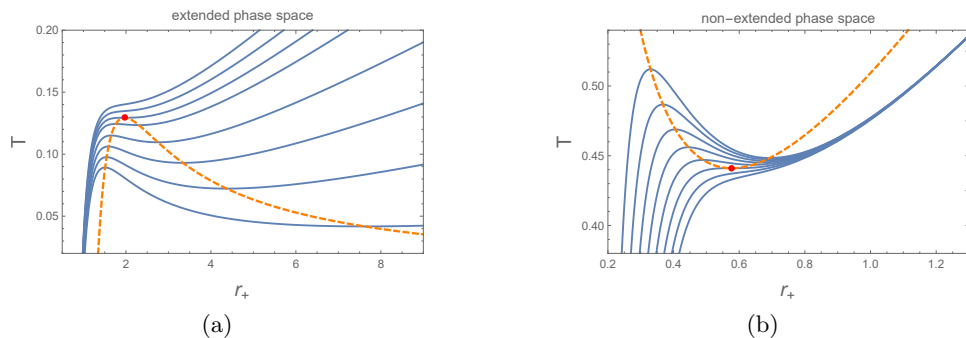 extended phase space
0.20
0.15
T
0.10
0.05
2
4
6
8
r+
(a)
non-extended phase space
0.50
T
0.45
0.40
0.2
0.4
0.6
0.8
1.0
1.2
r+
(b)